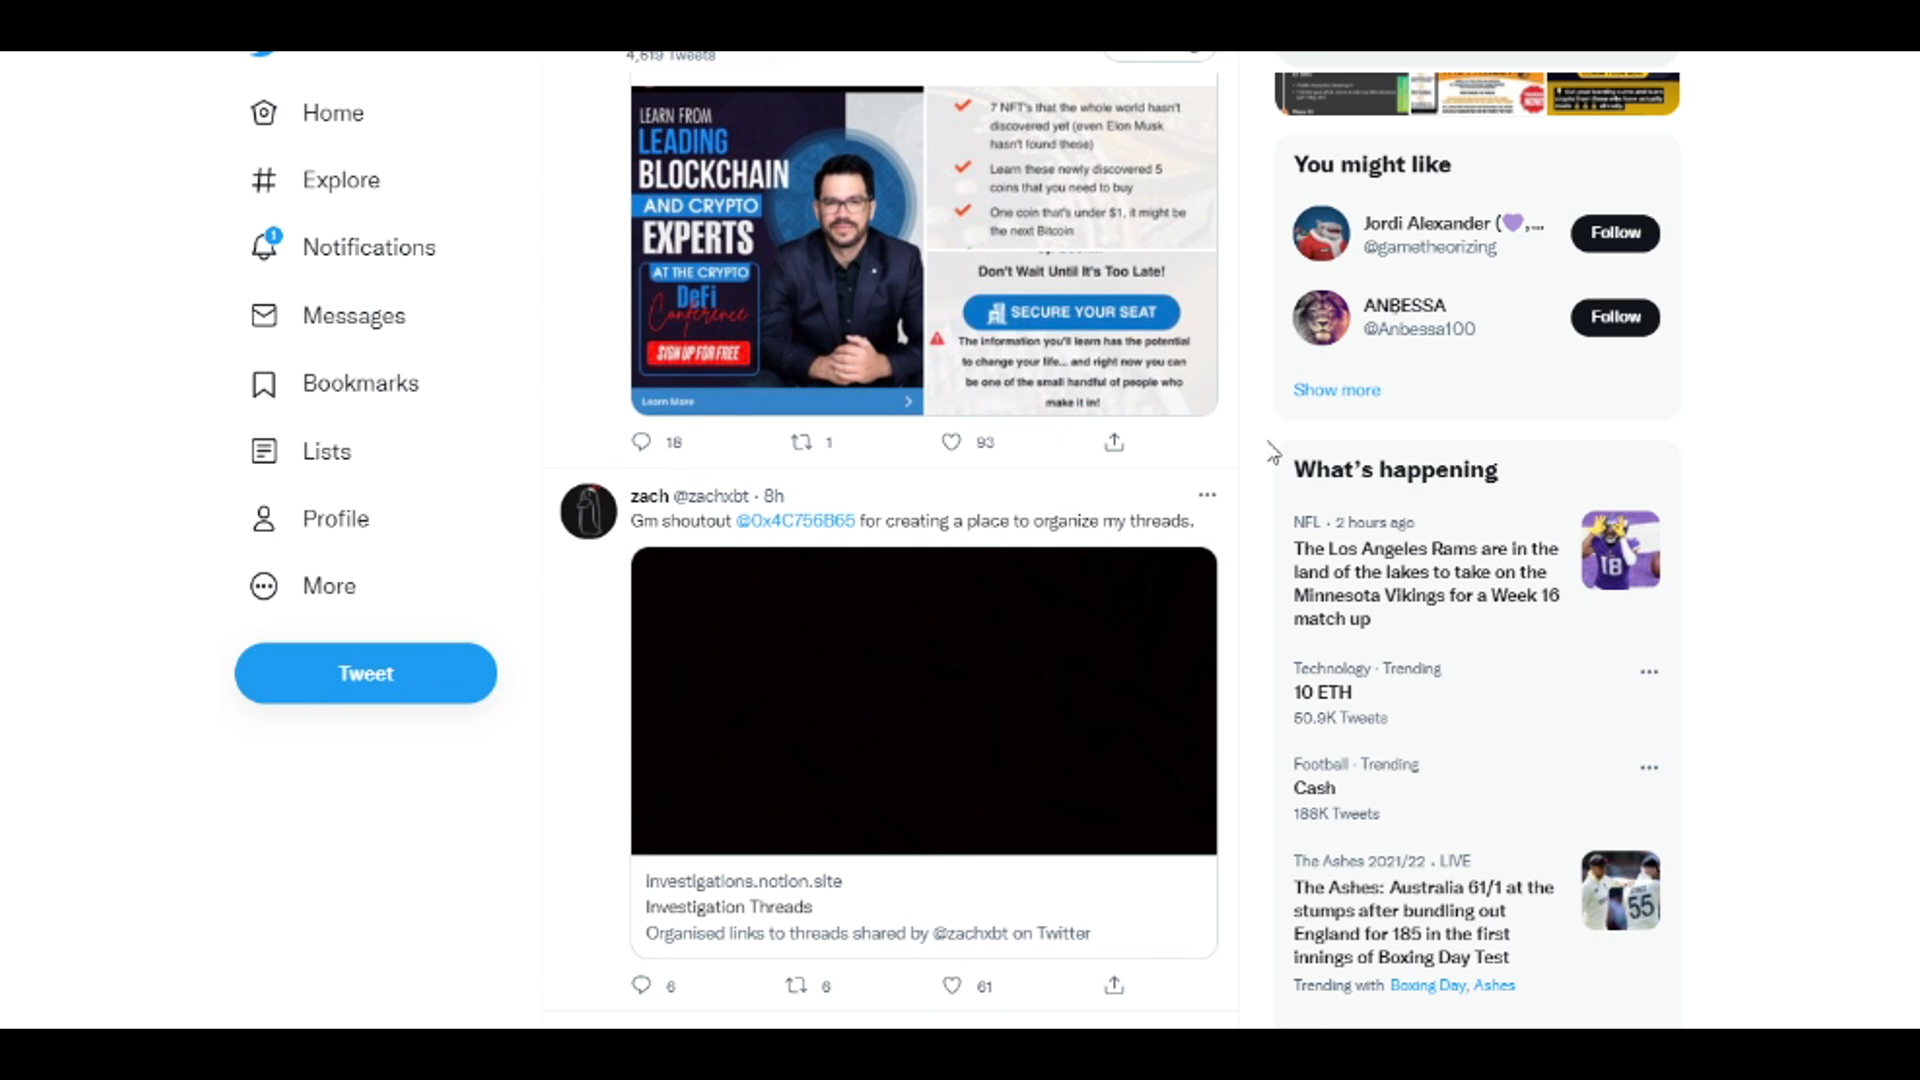 4,819 Tweets
Home
Explore
1
Notifications
Messages
Bookmarks
Lists
Profile
More
Tweet
LEARN FROM
LEADING
BLOCKCHAIN
AND CRYPTO
EXPERTS
AT THE CRYPTO
DeFi
Conference
SIGN UP FOR FREE
Learn More
7 NFT's that the whole world hasn't
discovered yet (even Elon Musk
hasn't found these)
Learn these newly discovered 5
coins that you need to buy
One coin that's under $1, it might be
the next Bitcoin
Don't Wait Until It's Too Late!
SECURE YOUR SEAT
The information you'll learn has the potential
to change your life... and right now you can
be one of the small handful of people who
make it in!
18 1 93
zach @zachxbt · 8h
Gm shoutout @0x4C756B65 for creating a place to organize my threads.
investigations.notion.site
Investigation Threads
Organised links to threads shared by @zachxbt on Twitter
6 6 61
You might like
Jordi Alexander (💜,...
@gametheorizing
Follow
ANBESSA
@Anbessa100
Follow
Show more
What's happening
NFL · 2 hours ago
The Los Angeles Rams are in the
land of the lakes to take on the
Minnesota Vikings for a Week 16
match up
18
Technology · Trending
10 ETH
50.9K Tweets
Football · Trending
Cash
188K Tweets
The Ashes 2021/22 · LIVE
The Ashes: Australia 61/1 at the
stumps after bundling out
England for 185 in the first
innings of Boxing Day Test
55
Trending with Boxing Day, Ashes